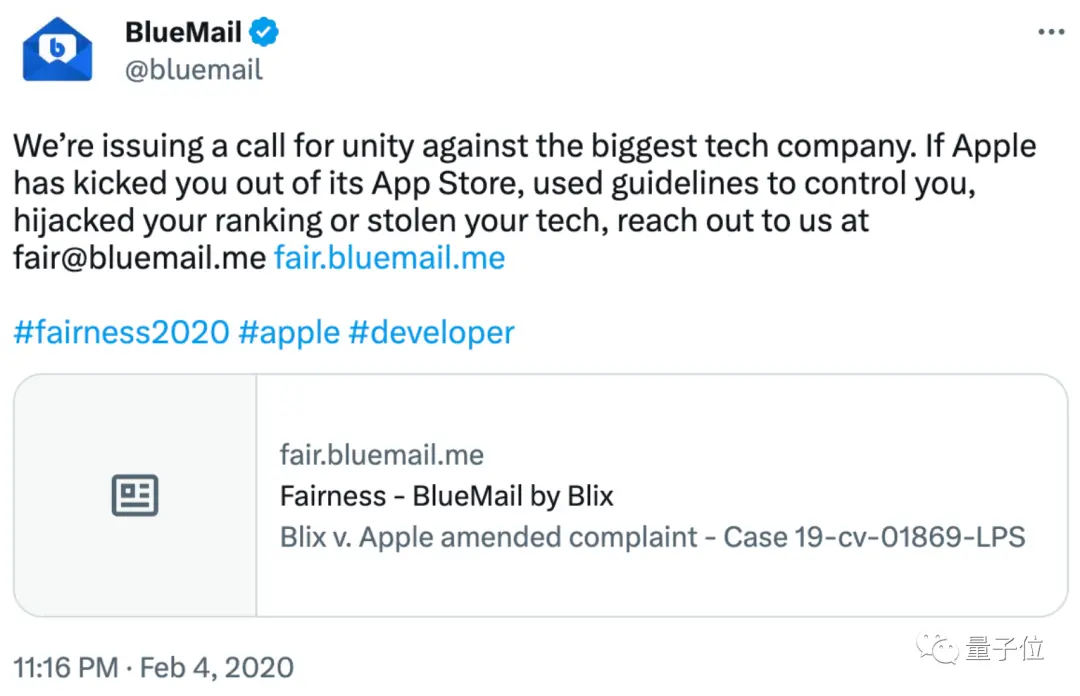 BlueMail
@bluemail
We’re issuing a call for unity against the biggest tech company. If Apple
has kicked you out of its App Store, used guidelines to control you,
hijacked your ranking or stolen your tech, reach out to us at
fair@bluemail.me fair.bluemail.me
#fairness2020 #apple #developer
fair.bluemail.me
Fairness - BlueMail by Blix
Blix v. Apple amended complaint - Case 19-cv-01869-LPS
11:16 PM · Feb 4, 2020
量子位